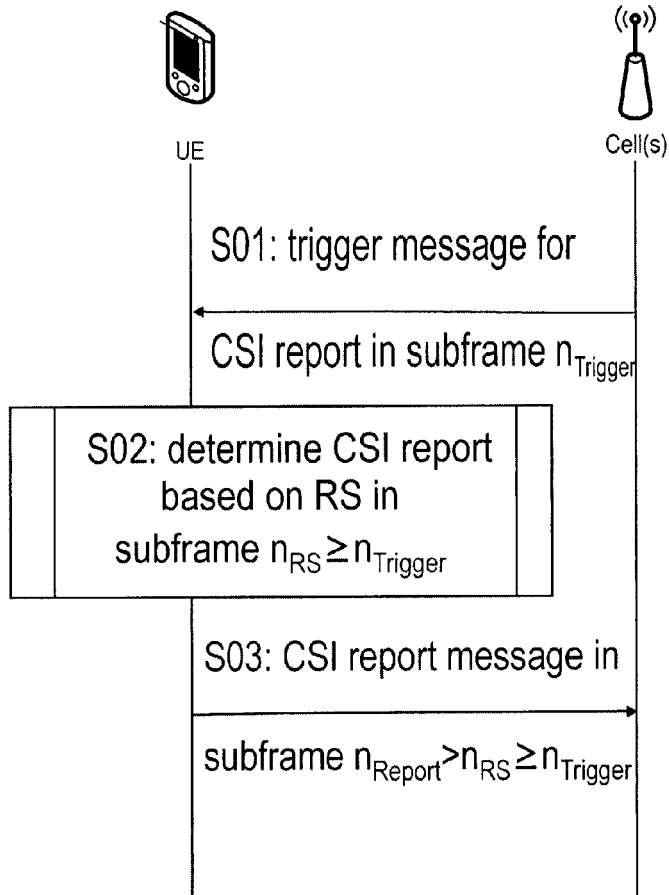 UE
Cell(s)
S01: trigger message for
CSI report in subframe nTrigger
S02: determine CSI report
based on RS in
subframe nRS≥nTrigger
S03: CSI report message in
subframe nReport>nRS≥nTrigger